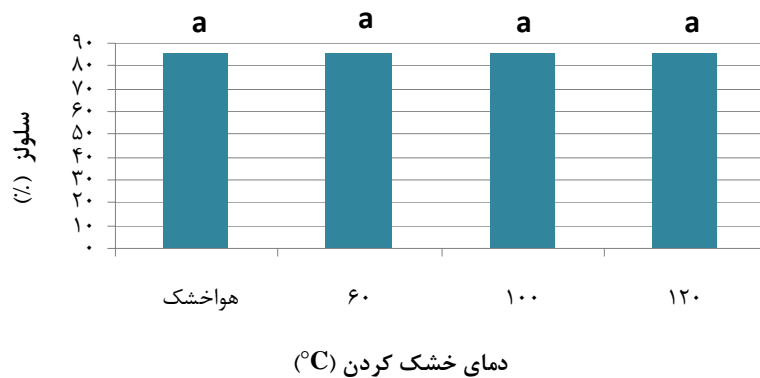 a a a a
۹۰
۸۰
۷۰
۶۰
۵۰
۴۰
۳۰
۲۰
۱۰
۰
سلولز (٪)
هواخشک ۶۰ ۱۰۰ ۱۲۰
دمای خشک کردن (°C)